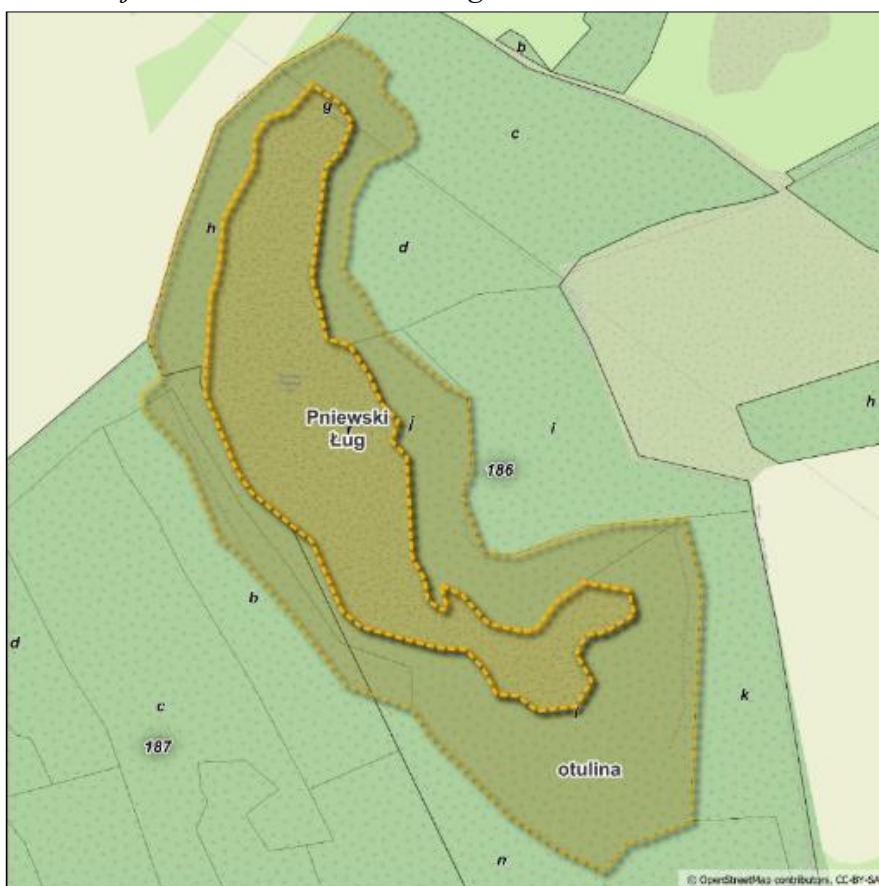 b
g
c
h
d
h
Pniewski
Ług
j
i
186
b
d
k
c
187
otulina
n
© OpenStreetMap contributors, CC-BY-SA